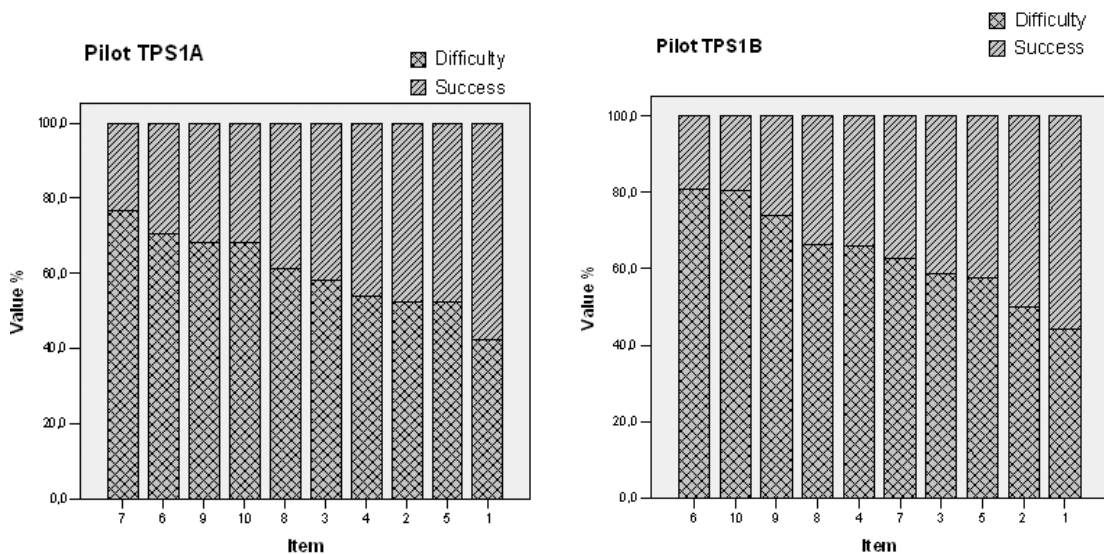 Pilot TPS1A
Difficulty
Success
100,0
80,0
60,0
40,0
20,0
0,0
Value %
7 6 9 10 8 3 4 2 5 1
Item
Pilot TPS1B
Difficulty
Success
100,0
80,0
60,0
40,0
20,0
0,0
Value %
6 10 9 8 4 7 3 5 2 1
Item